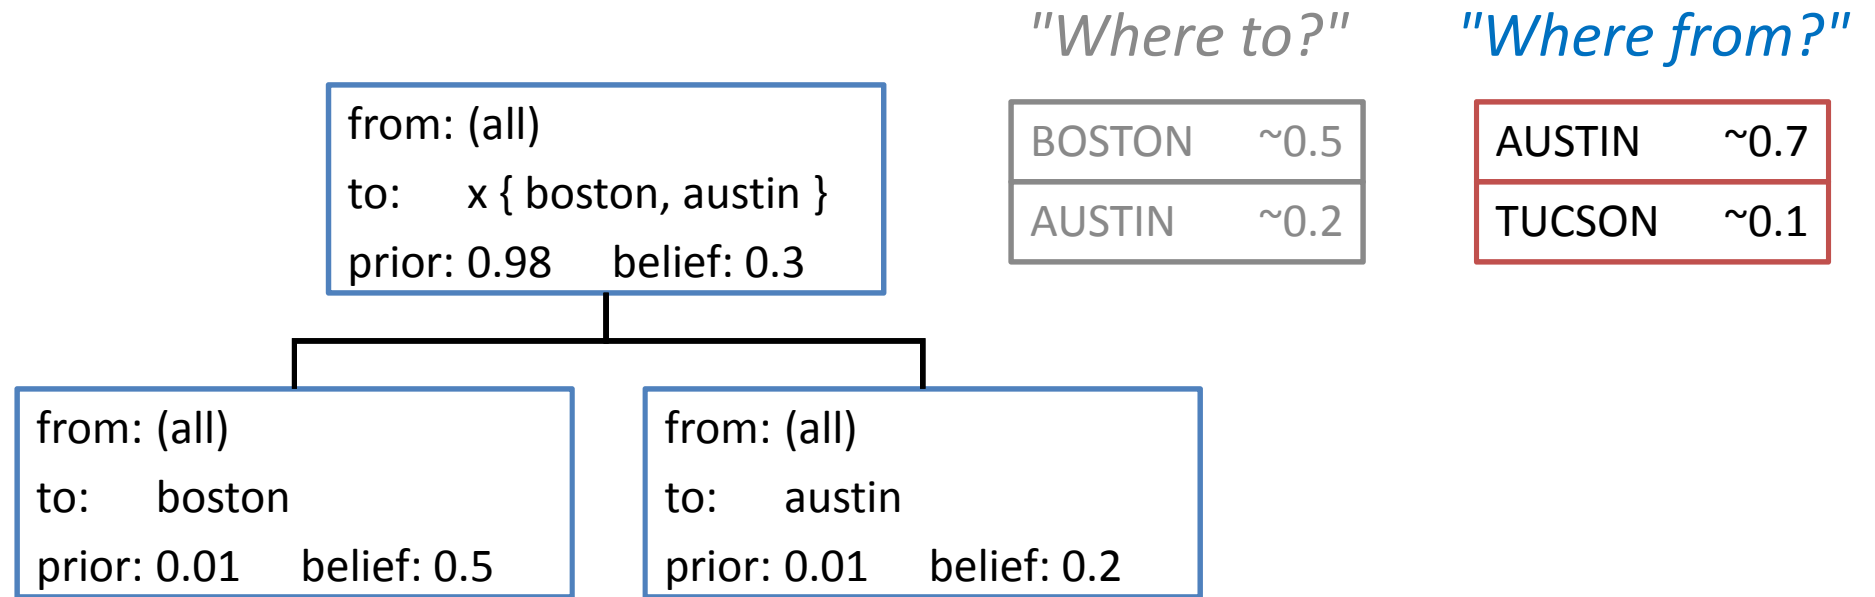 "Where to?" "Where from?"
from: (all)
to: x { boston, austin }
prior: 0.98 belief: 0.3
BOSTON ~0.5
AUSTIN ~0.2
AUSTIN ~0.7
TUCSON ~0.1
from: (all)
to: boston
prior: 0.01 belief: 0.5
from: (all)
to: austin
prior: 0.01 belief: 0.2